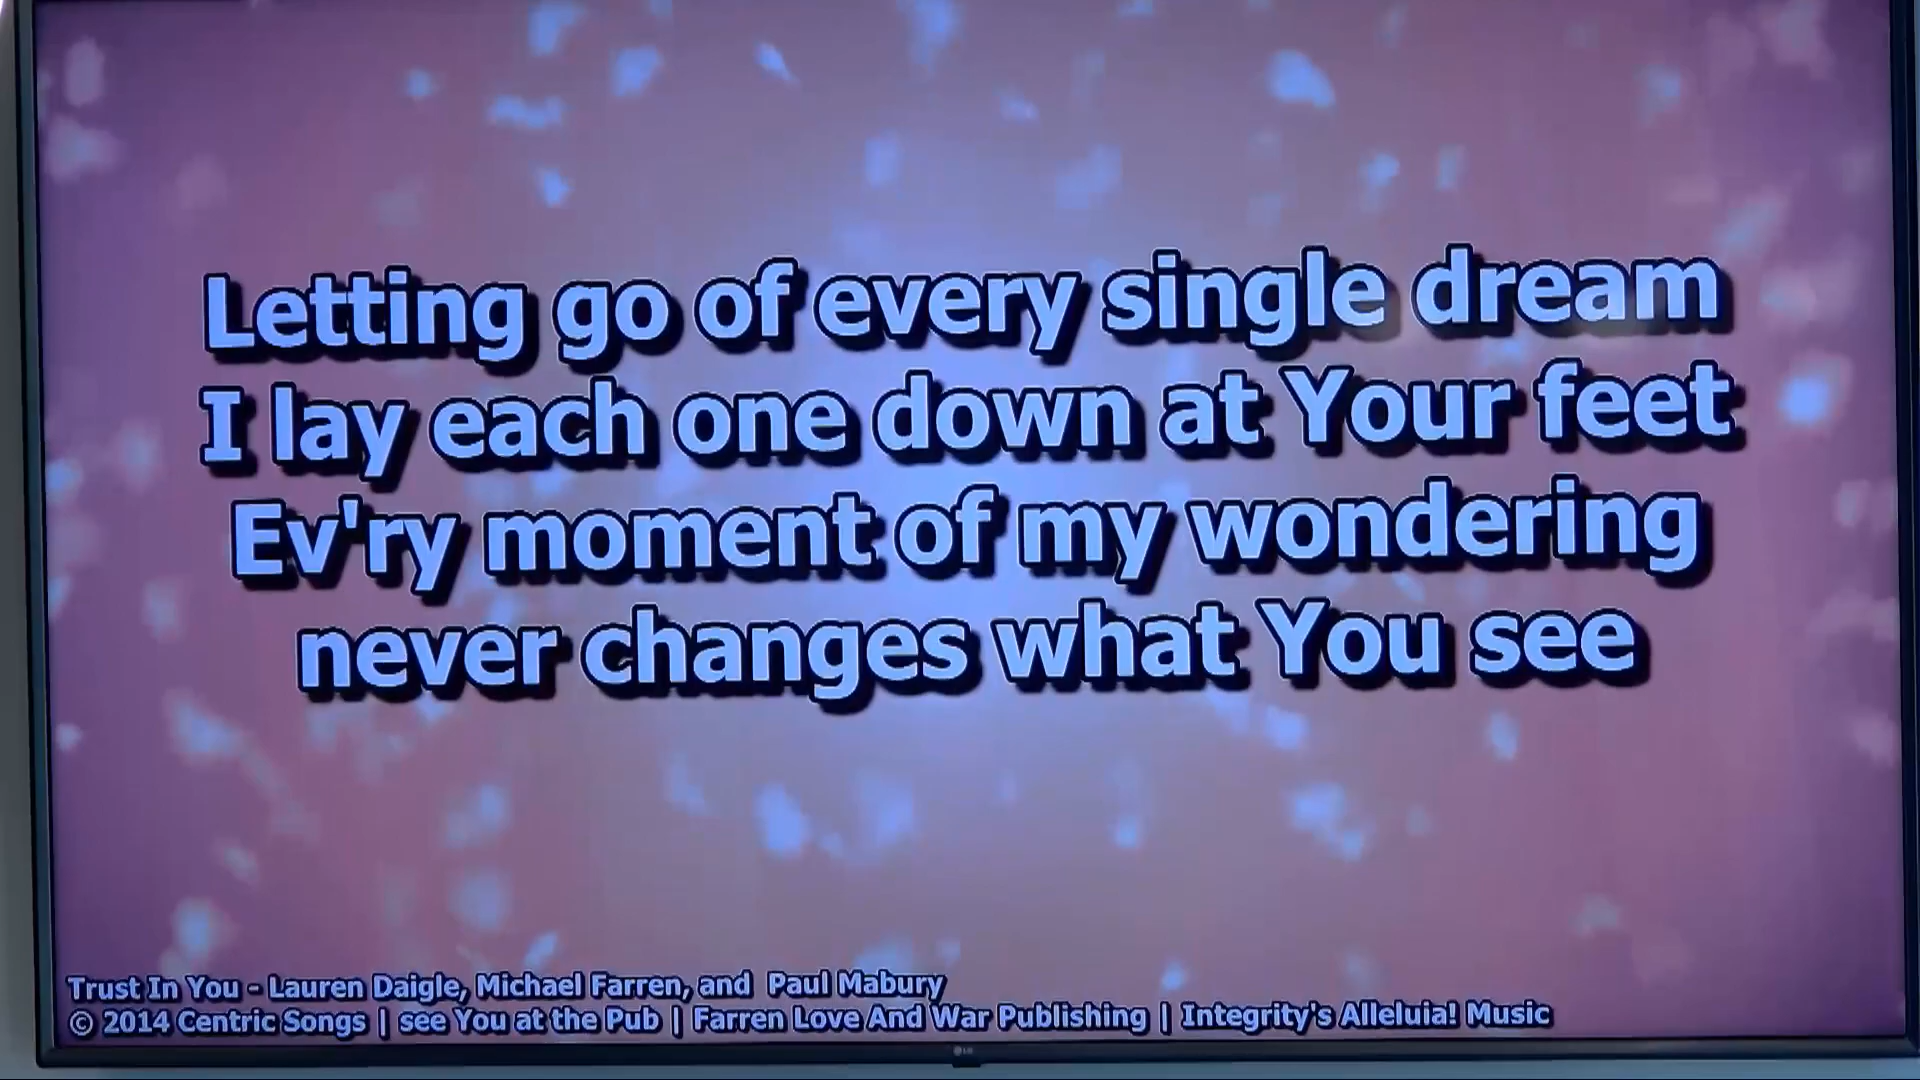 Letting go of every single dream
I lay each one down at Your feet
Ev'ry moment of my wondering
never changes what You see
Trust In You - Lauren Daigle, Michael Farren, and  Paul Mabury
© 2014 Centric Songs | see You at the Pub | Farren Love And War Publishing | Integrity's Alleluia! Music
LG